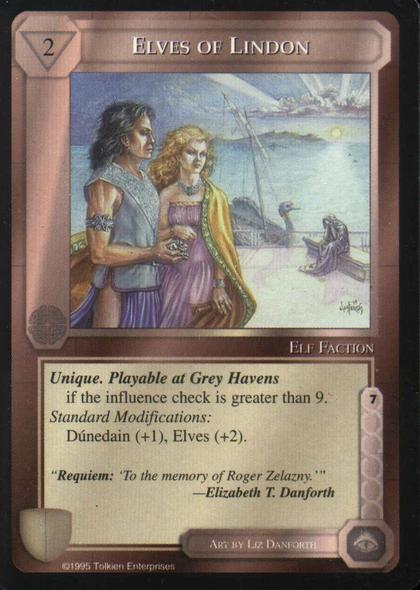 2
ELVES OF LINDON
ELF FACTION
Unique. Playable at Grey Havens
if the influence check is greater than 9.
7
Standard Modifications:
Dúnedain (+1), Elves (+2).
“Requiem: ‘To the memory of Roger Zelazny.’”
—Elizabeth T. Danforth
ART BY LIZ DANFORTH
©1995 Tolkien Enterprises